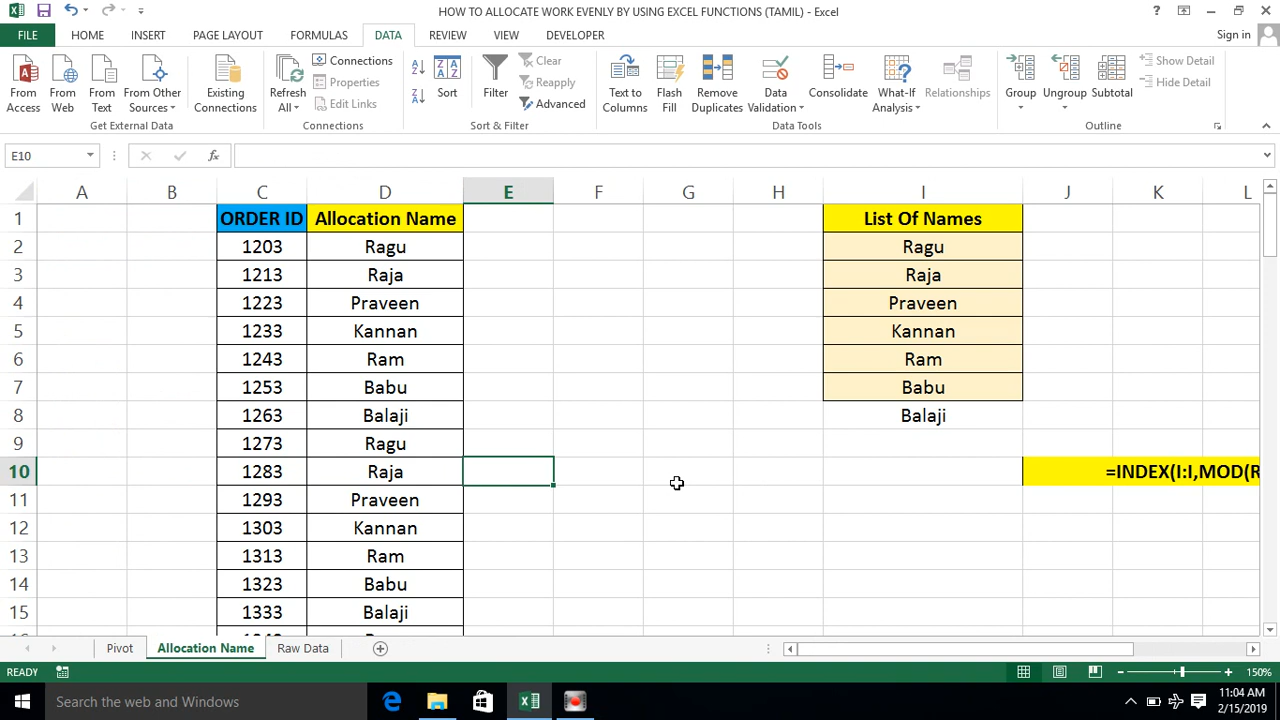 HOW TO ALLOCATE WORK EVENLY BY USING EXCEL FUNCTIONS (TAMIL) - Excel
?
FILE HOME INSERT PAGE LAYOUT FORMULAS DATA REVIEW VIEW DEVELOPER Sign in
From Access
From Web
From Text
From Other Sources
Existing Connections
Get External Data
Refresh All
Connections
Properties
Edit Links
Connections
Sort
Filter
Clear
Reapply
Advanced
Sort & Filter
Text to Columns
Flash Fill
Remove Duplicates
Data Validation
Consolidate
What-If Analysis
Relationships
Data Tools
Group
Ungroup
Subtotal
Show Detail
Hide Detail
Outline
E10 fx
A B C D E F G H I J K L
1 ORDER ID Allocation Name List Of Names
2 1203 Ragu Ragu
3 1213 Raja Raja
4 1223 Praveen Praveen
5 1233 Kannan Kannan
6 1243 Ram Ram
7 1253 Babu Babu
8 1263 Balaji Balaji
9 1273 Ragu
10 1283 Raja =INDEX(I:I,MOD(R
11 1293 Praveen
12 1303 Kannan
13 1313 Ram
14 1323 Babu
15 1333 Balaji
Pivot Allocation Name Raw Data
READY 150%
Search the web and Windows
11:04 AM
2/15/2019